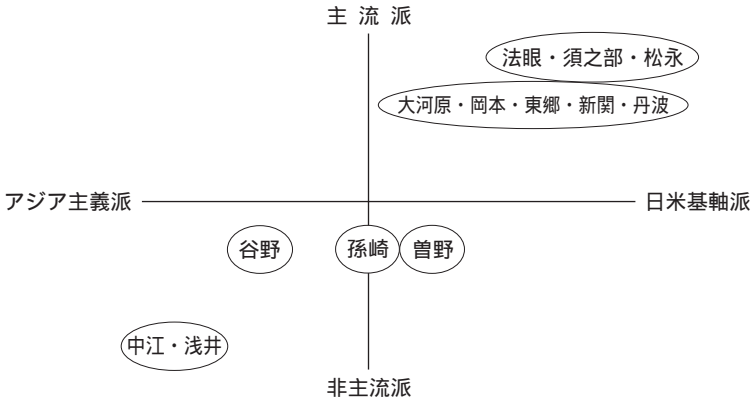 主流派
法眼・須之部・松永
大河原・岡本・東郷・新関・丹波
アジア主義派
日米基軸派
谷野
孫崎
曽野
中江・浅井
非主流派